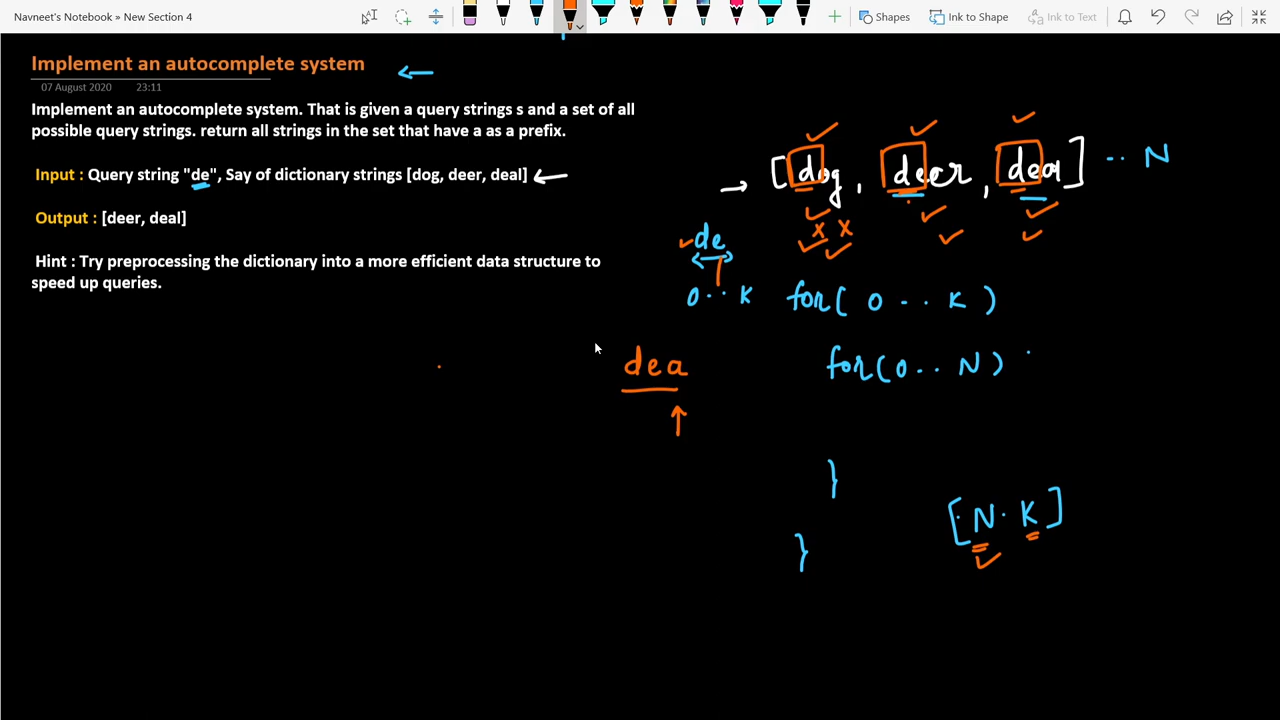 Navneet's Notebook » New Section 4
Shapes
Ink to Shape
Ink to Text
Implement an autocomplete system
07 August 2020 23:11
Implement an autocomplete system. That is given a query strings s and a set of all
possible query strings. return all strings in the set that have a as a prefix.
Input : Query string "de", Say of dictionary strings [dog, deer, deal]
Output : [deer, deal]
Hint : Try preprocessing the dictionary into a more efficient data structure to
speed up queries.
[dog, deer, dea] .. N
de
0 .. K
for( 0 .. K )
dea
for(0 .. N)
}
[N . K]
}